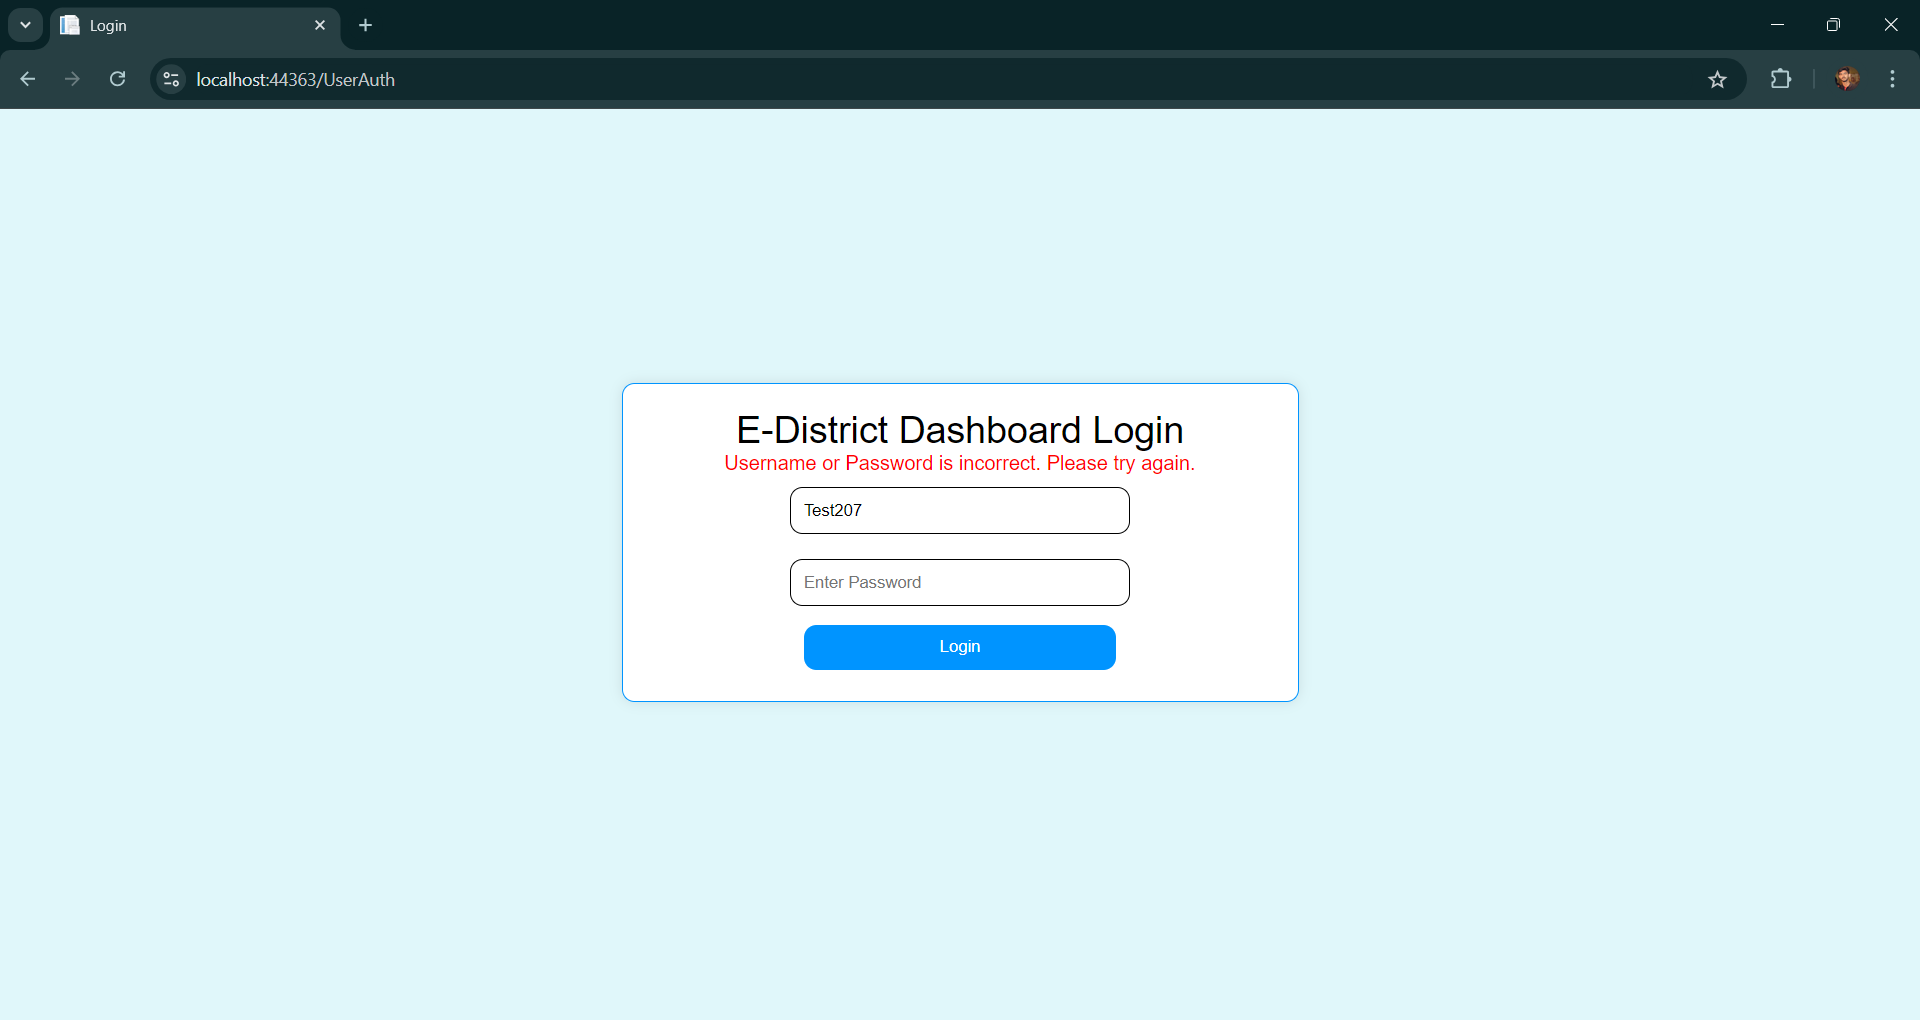 Login
localhost:44363/UserAuth
E-District Dashboard Login
Username or Password is incorrect. Please try again.
Test207
Enter Password
Login